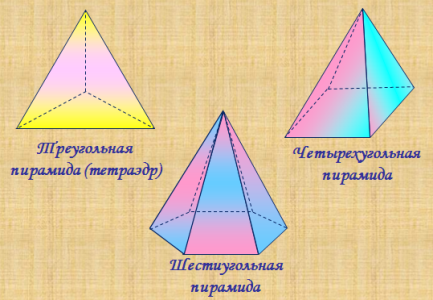 Треугольная
пирамида (тетраэдр)
Четырехугольная
пирамида
Шестиугольная
пирамида